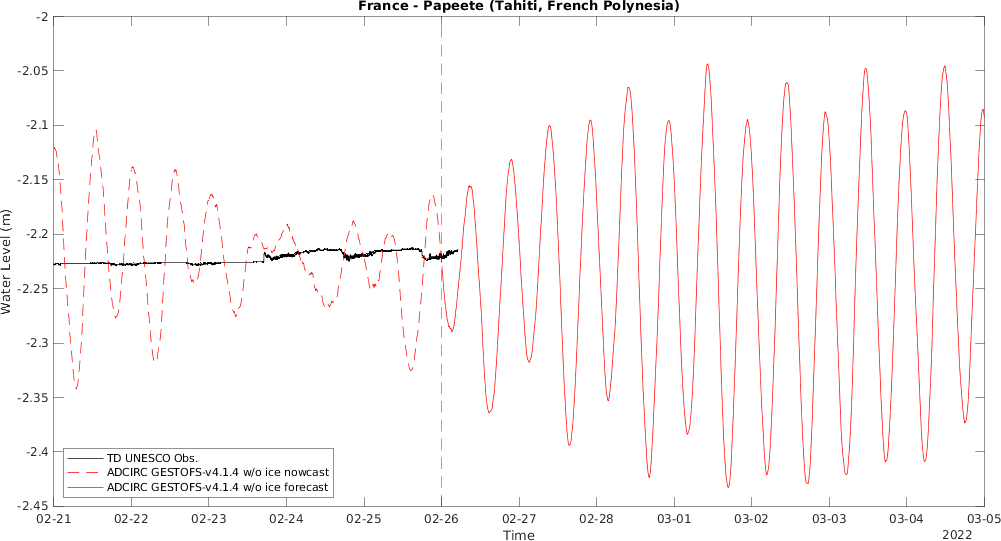 France - Papeete (Tahiti, French Polynesia)
-2
-2.05
-2.1
-2.15
-2.2
-2.25
-2.3
-2.35
-2.4
-2.45
Water Level (m)
TD UNESCO Obs.
ADCIRC GESTOFS-v4.1.4 w/o ice nowcast
ADCIRC GESTOFS-v4.1.4 w/o ice forecast
02-21 02-22 02-23 02-24 02-25 02-26 02-27 02-28 03-01 03-02 03-03 03-04 03-05
Time
2022